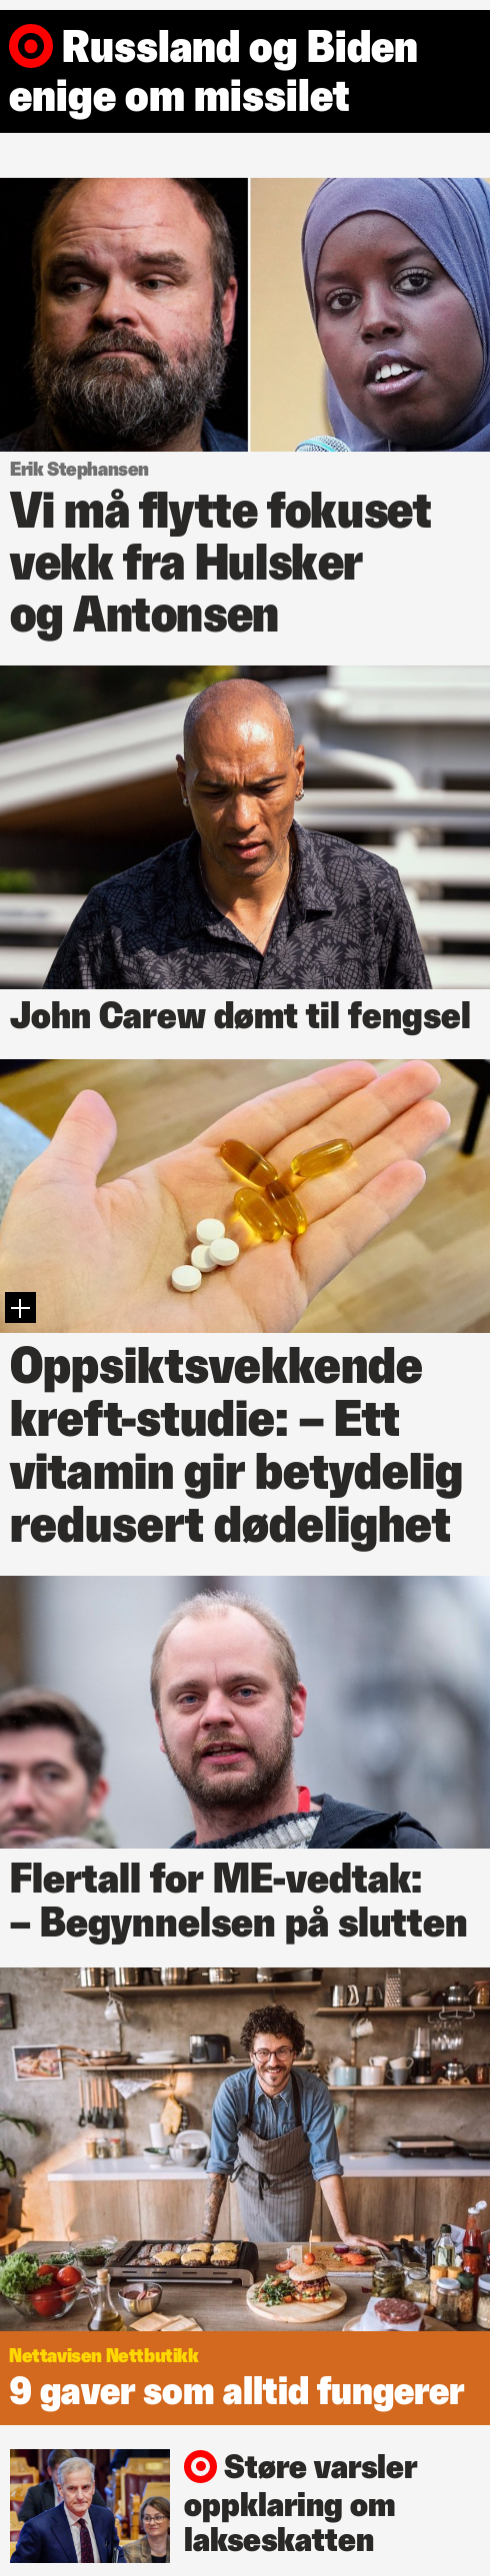 Russland og Biden
enige om missilet
Erik Stephansen
Vi må flytte fokuset
vekk fra Hulsker
og Antonsen
John Carew dømt til fengsel
Oppsiktsvekkende
kreft-studie: – Ett
vitamin gir betydelig
redusert dødelighet
Flertall for ME-vedtak:
– Begynnelsen på slutten
Nettavisen Nettbutikk
9 gaver som alltid fungerer
Støre varsler
oppklaring om
lakseskatten